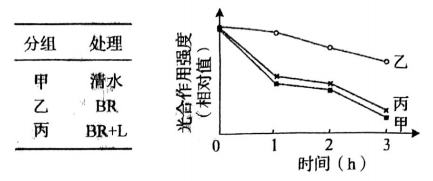 分组 处理
甲 清水
乙 BR
丙 BR+L
光合作用强度
(相对值)
乙
丙
甲
0 1 2 3
时间(h)